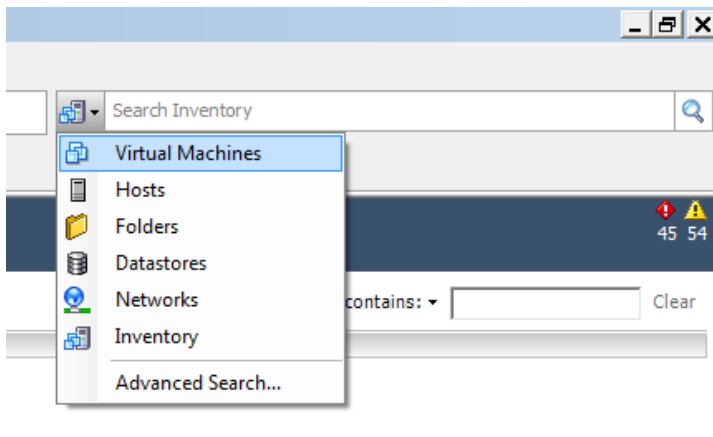 Search Inventory
Virtual Machines
Hosts
Folders
45 54
Datastores
Networks
contains: Clear
Inventory
Advanced Search...